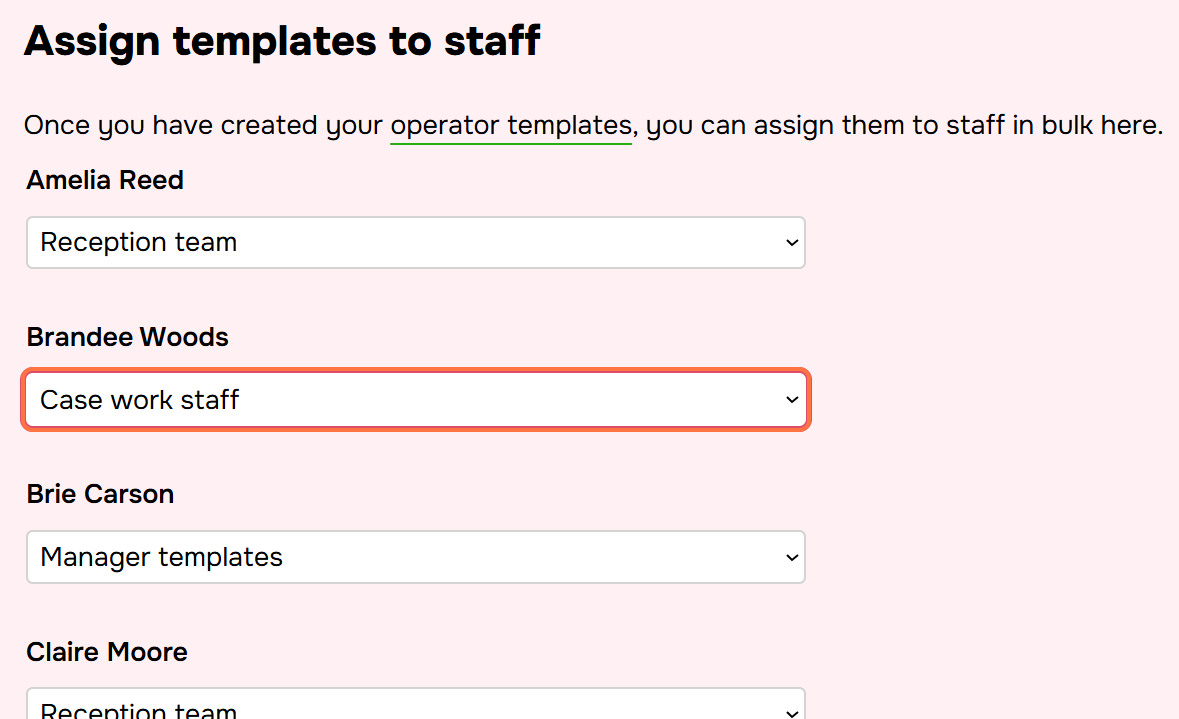 Assign templates to staff
Once you have created your operator templates, you can assign them to staff in bulk here.
Amelia Reed
Reception team
Brandee Woods
Case work staff
Brie Carson
Manager templates
Claire Moore
Reception team